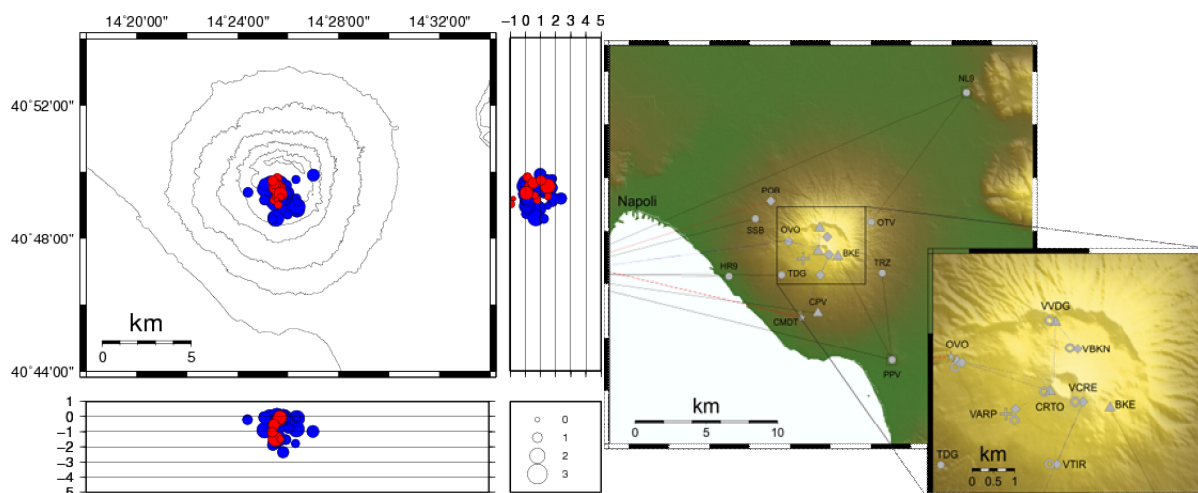 14°20'00" 14°24'00" 14°28'00" 14°32'00"
−1 0 1 2 3 4 5
40°52'00"
40°48'00"
40°44'00"
km
0 5
1
0
−1
−2
−3
−4
−5
0
1
2
3
NL9
POB
Napoli
SSB
OVO
OTV
BKE
HR9
TDG
TRZ
CPV
CMDT
PPV
km
0 5 10
VVDG
OVO
VBKN
VCRE
CRTO
BKE
VARP
km
TDG
0 0.5 1
VTIR